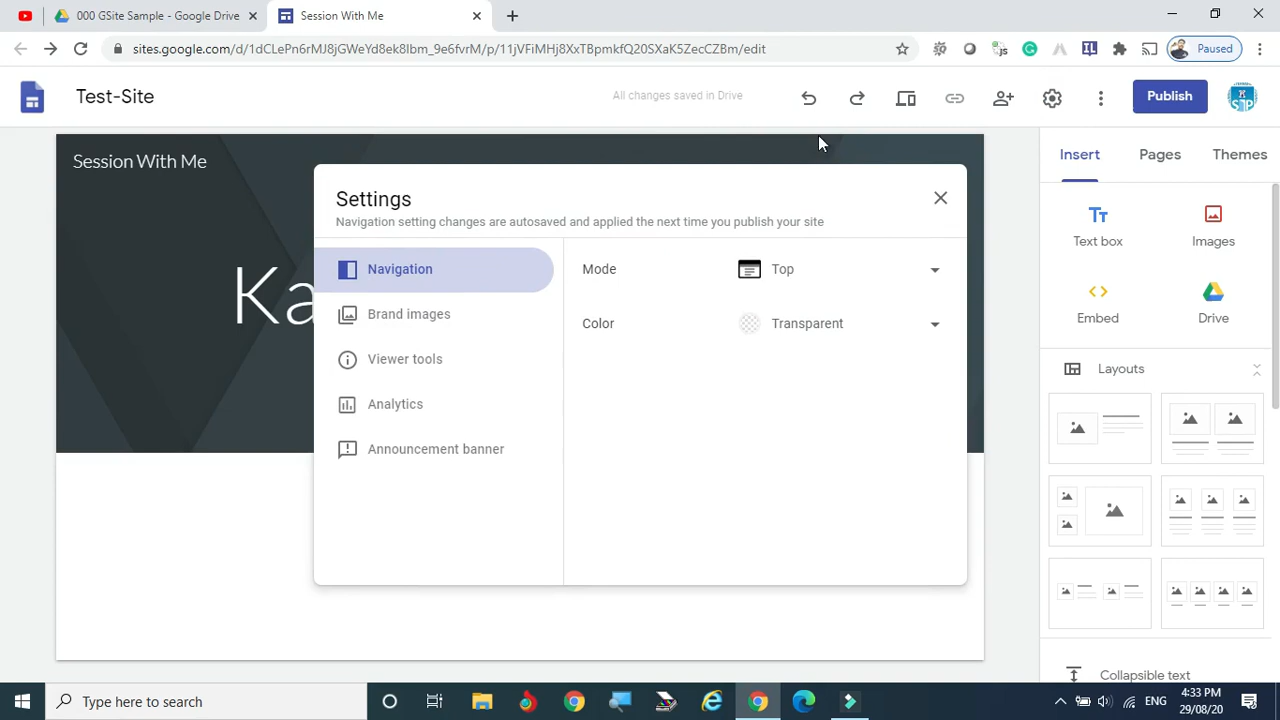 000 GSite Sample - Google Drive
Session With Me
sites.google.com/d/1dCLePn6rMJ8jGWeYd8ek8Ibm_9e6fvrM/p/11jVFiMHj8XxTBpmkfQ20SXaK5ZecCZBm/edit
Paused
Test-Site
All changes saved in Drive
Publish
Session With Me
Ka
Settings
Navigation setting changes are autosaved and applied the next time you publish your site
Navigation
Brand images
Viewer tools
Analytics
Announcement banner
Mode
Top
Color
Transparent
Insert
Pages
Themes
Text box
Images
Embed
Drive
Layouts
Collapsible text
Type here to search
ENG
4:33 PM
29/08/20